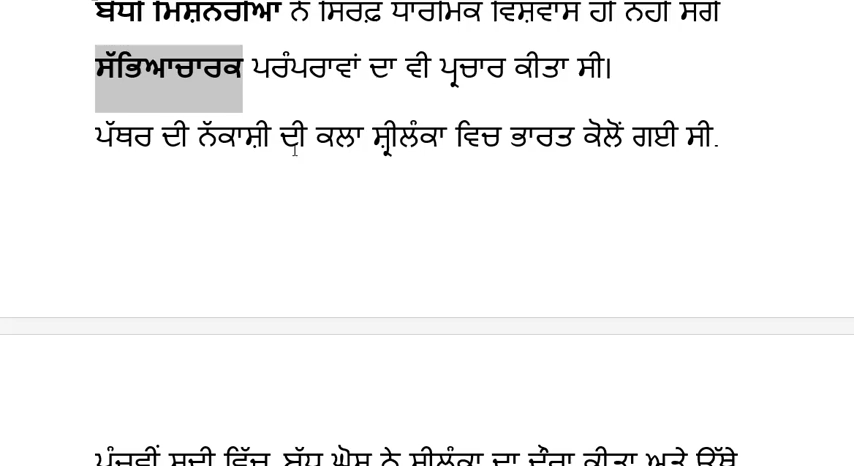 ਬੋਧੀ ਮਿਸ਼ਨਰੀਆਂ ਨੇ ਸਿਰਫ਼ ਧਾਰਮਿਕ ਵਿਸ਼ਵਾਸ ਹੀ ਨਹੀਂ ਸਗੋਂ
ਸੱਭਿਆਚਾਰਕ ਪਰੰਪਰਾਵਾਂ ਦਾ ਵੀ ਪ੍ਰਚਾਰ ਕੀਤਾ ਸੀ।
ਪੱਥਰ ਦੀ ਨੱਕਾਸ਼ੀ ਦੀ ਕਲਾ ਸ਼੍ਰੀਲੰਕਾ ਵਿਚ ਭਾਰਤ ਕੋਲੋਂ ਗਈ ਸੀ.
ਪੰਜਵੀਂ ਸਦੀ ਵਿੱਚ, ਬੁੱਧ ਘੋਸ਼ ਨੇ ਸ਼੍ਰੀਲੰਕਾ ਦਾ ਦੌਰਾ ਕੀਤਾ ਅਤੇ ਉੱਥੇ